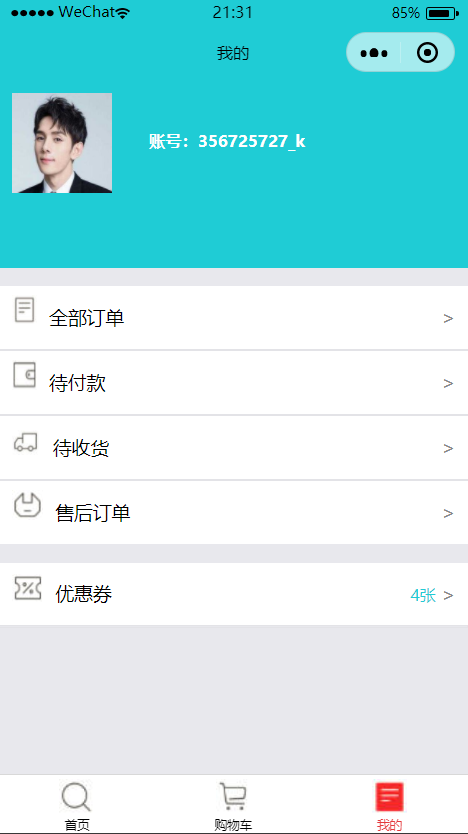 WeChat 21:31 85%
我的
账号：356725727_k
全部订单 >
待付款 >
待收货 >
售后订单 >
优惠券 4张 >
首页 购物车 我的